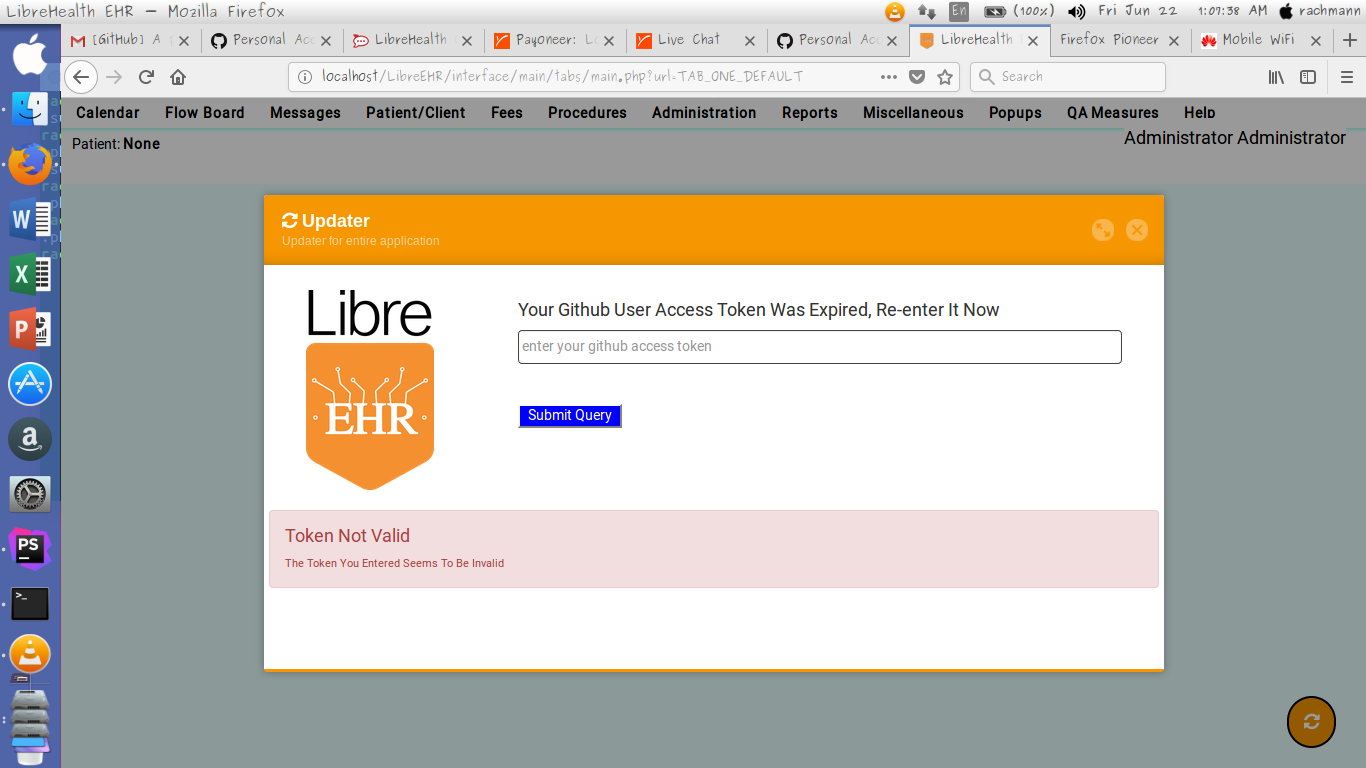 LibreHealth EHR – Mozilla Firefox
En (100%) Fri Jun 22 1:07:38 AM rachmann
[GitHub] A p Personal Acc LibreHealth Payoneer: Lo Live Chat Personal Acc LibreHealth Firefox Pioneer Mobile WiFi
localhost/LibreEHR/interface/main/tabs/main.php?url=TAB_ONE_DEFAULT
Search
Calendar Flow Board Messages Patient/Client Fees Procedures Administration Reports Miscellaneous Popups QA Measures Help
Patient: None
Administrator Administrator
Updater
Updater for entire application
Libre
EHR
Your Github User Access Token Was Expired, Re-enter It Now
enter your github access token
Submit Query
Token Not Valid
The Token You Entered Seems To Be Invalid